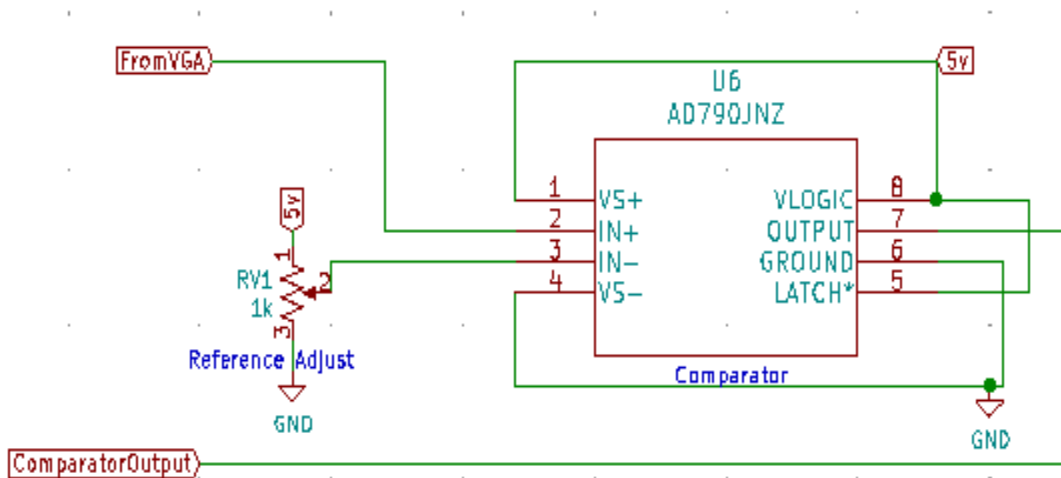 FromVGA
5v
U6
AD790JNZ
1 VS+ VLOGIC 8
2 IN+ OUTPUT 7
3 IN- GROUND 6
4 VS- LATCH* 5
5v
1
RV1 2
1k
3
Reference Adjust
GND
Comparator
GND
ComparatorOutput